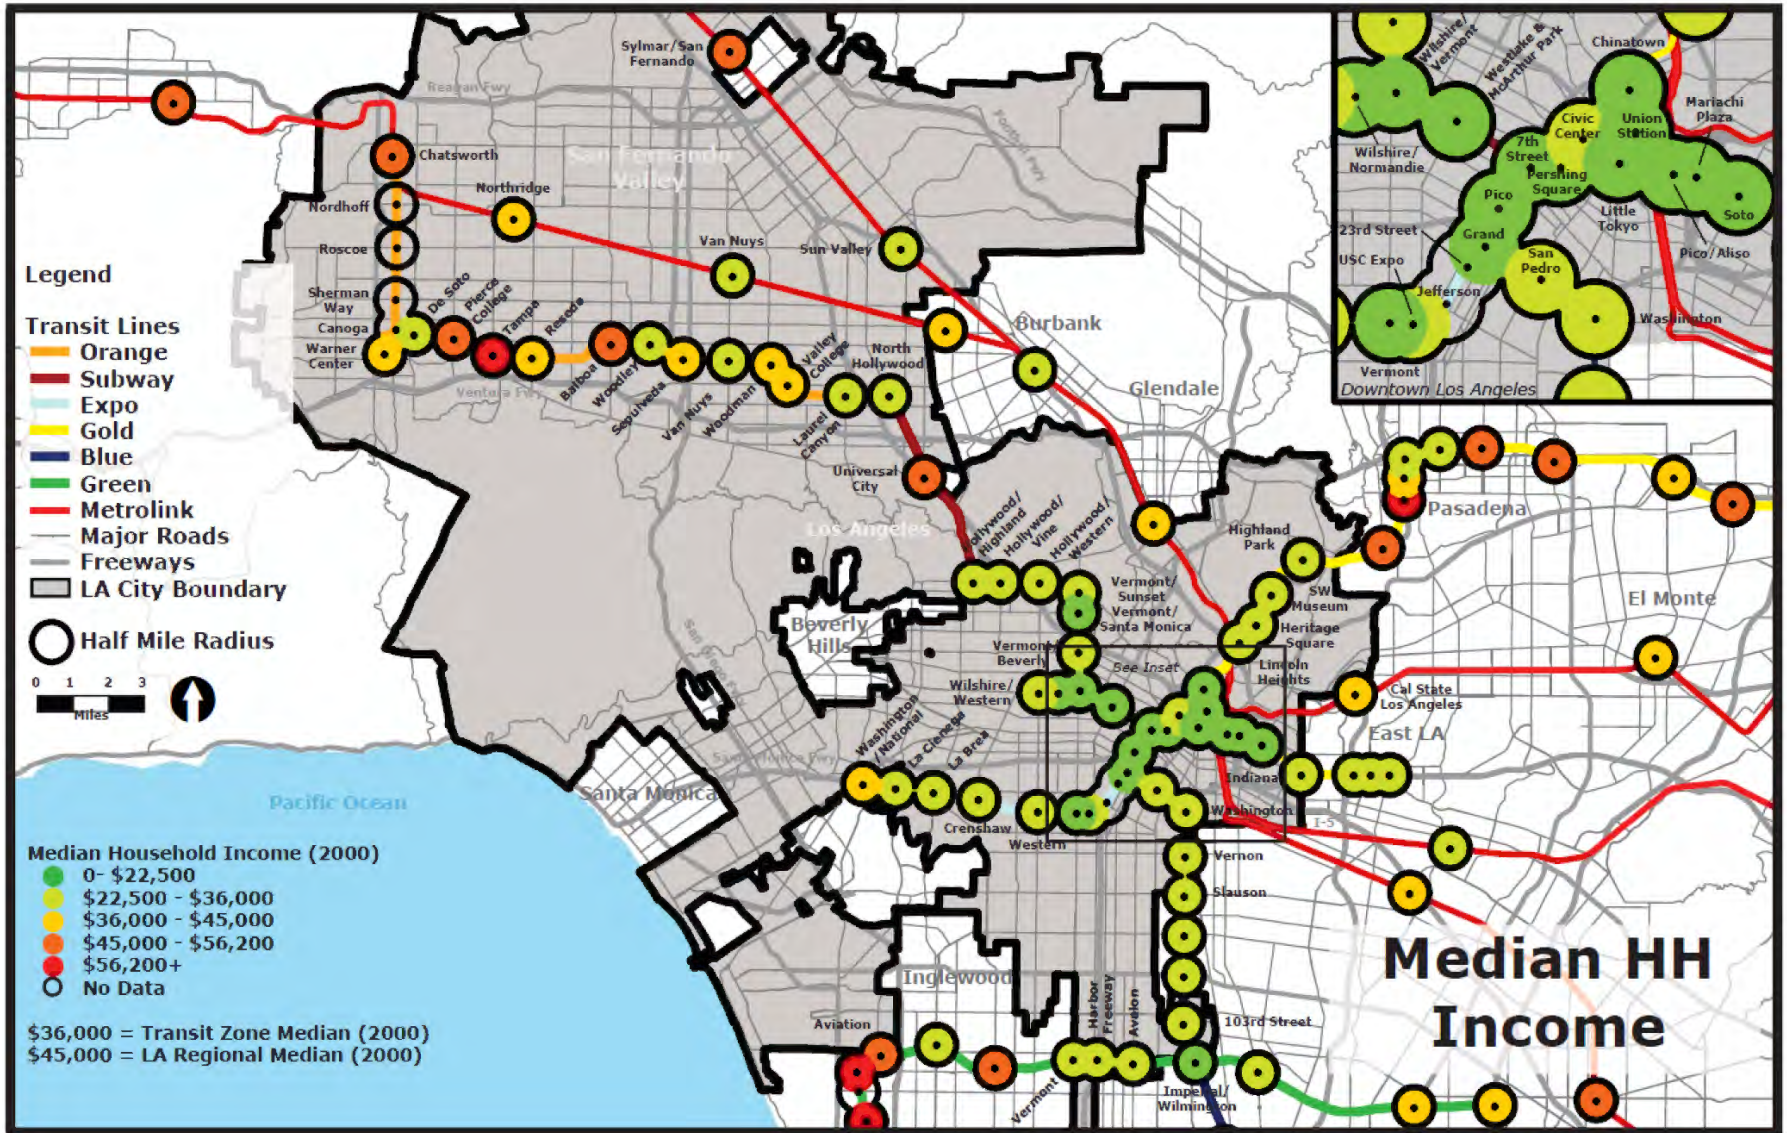 Sylmar/San
Fernando
Reagan Fwy
Foothill Fwy
Chatsworth
San Fernando
Valley
Northridge
Nordhoff
Van Nuys
Sun Valley
Roscoe
Sherman
Way
De Soto
Pierce
College
Tampa
Reseda
Canoga
Warner
Center
Balboa
Woodley
Sepulveda
Van Nuys
Woodman
Valley
College
Laurel
Canyon
North
Hollywood
Ventura Fwy
Burbank
Glendale
Universal
City
Los Angeles
Hollywood/
Highland
Hollywood/
Vine
Hollywood/
Western
Vermont/
Sunset
Vermont/
Santa Monica
Vermont/
Beverly
Wilshire/
Western
See Inset
Highland
Park
SW
Museum
Heritage
Square
Lincoln
Heights
Pasadena
El Monte
Cal State
Los Angeles
East LA
Indiana
Beverly
Hills
Washington
/National
La Cienega
La Brea
Crenshaw
Western
Washington
I-5
Vernon
Slauson
103rd Street
Santa Monica
Santa Monica Fwy
Pacific Ocean
Inglewood
Aviation
Harbor
Freeway
Avalon
Vermont
Imperial/
Wilmington
Legend
Transit Lines
Orange
Subway
Expo
Gold
Blue
Green
Metrolink
Major Roads
Freeways
LA City Boundary
Half Mile Radius
0 1 2 3
Miles
Median Household Income (2000)
0- $22,500
$22,500 - $36,000
$36,000 - $45,000
$45,000 - $56,200
$56,200+
No Data
$36,000 = Transit Zone Median (2000)
$45,000 = LA Regional Median (2000)
Wilshire/
Vermont
Westlake &
McArthur Park
Chinatown
Mariachi
Plaza
Civic
Center
Union
Station
Wilshire/
Normandie
7th
Street
Pershing
Square
Pico
Little
Tokyo
Soto
23rd Street
Grand
Pico/Aliso
USC Expo
San
Pedro
Jefferson
Washington
Vermont
Downtown Los Angeles
Median HH
Income